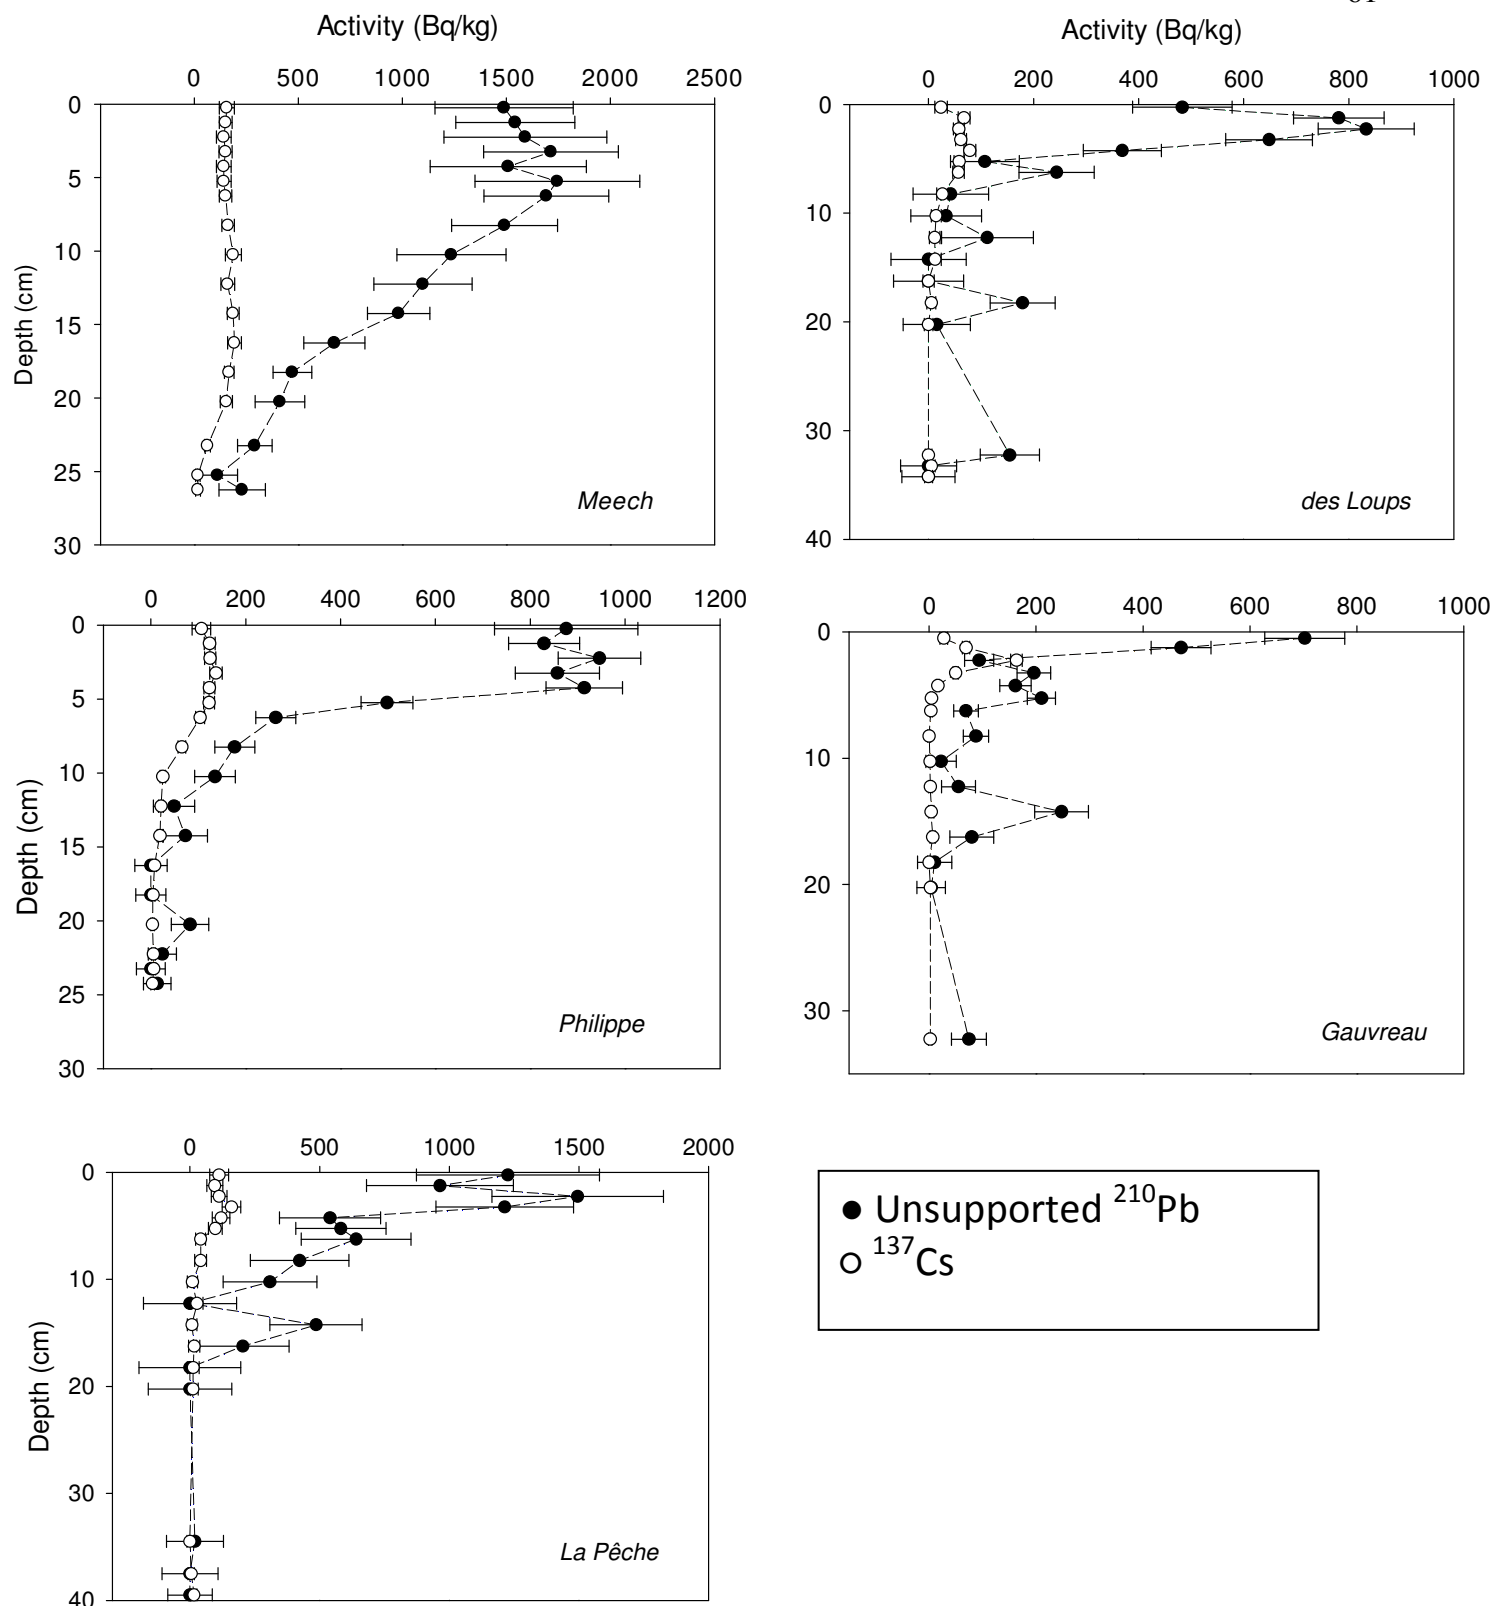 Activity (Bq/kg)
0 500 1000 1500 2000 2500
0
5
10
15
20
25
30
Depth (cm)
Meech
Activity (Bq/kg)
0 200 400 600 800 1000
0
10
20
30
40
des Loups
0 200 400 600 800 1000 1200
0
5
10
15
20
25
30
Depth (cm)
Philippe
0 200 400 600 800 1000
0
10
20
30
Gauvreau
0 500 1000 1500 2000
0
10
20
30
40
Depth (cm)
La Pêche
Unsupported ²¹⁰Pb
¹³⁷Cs